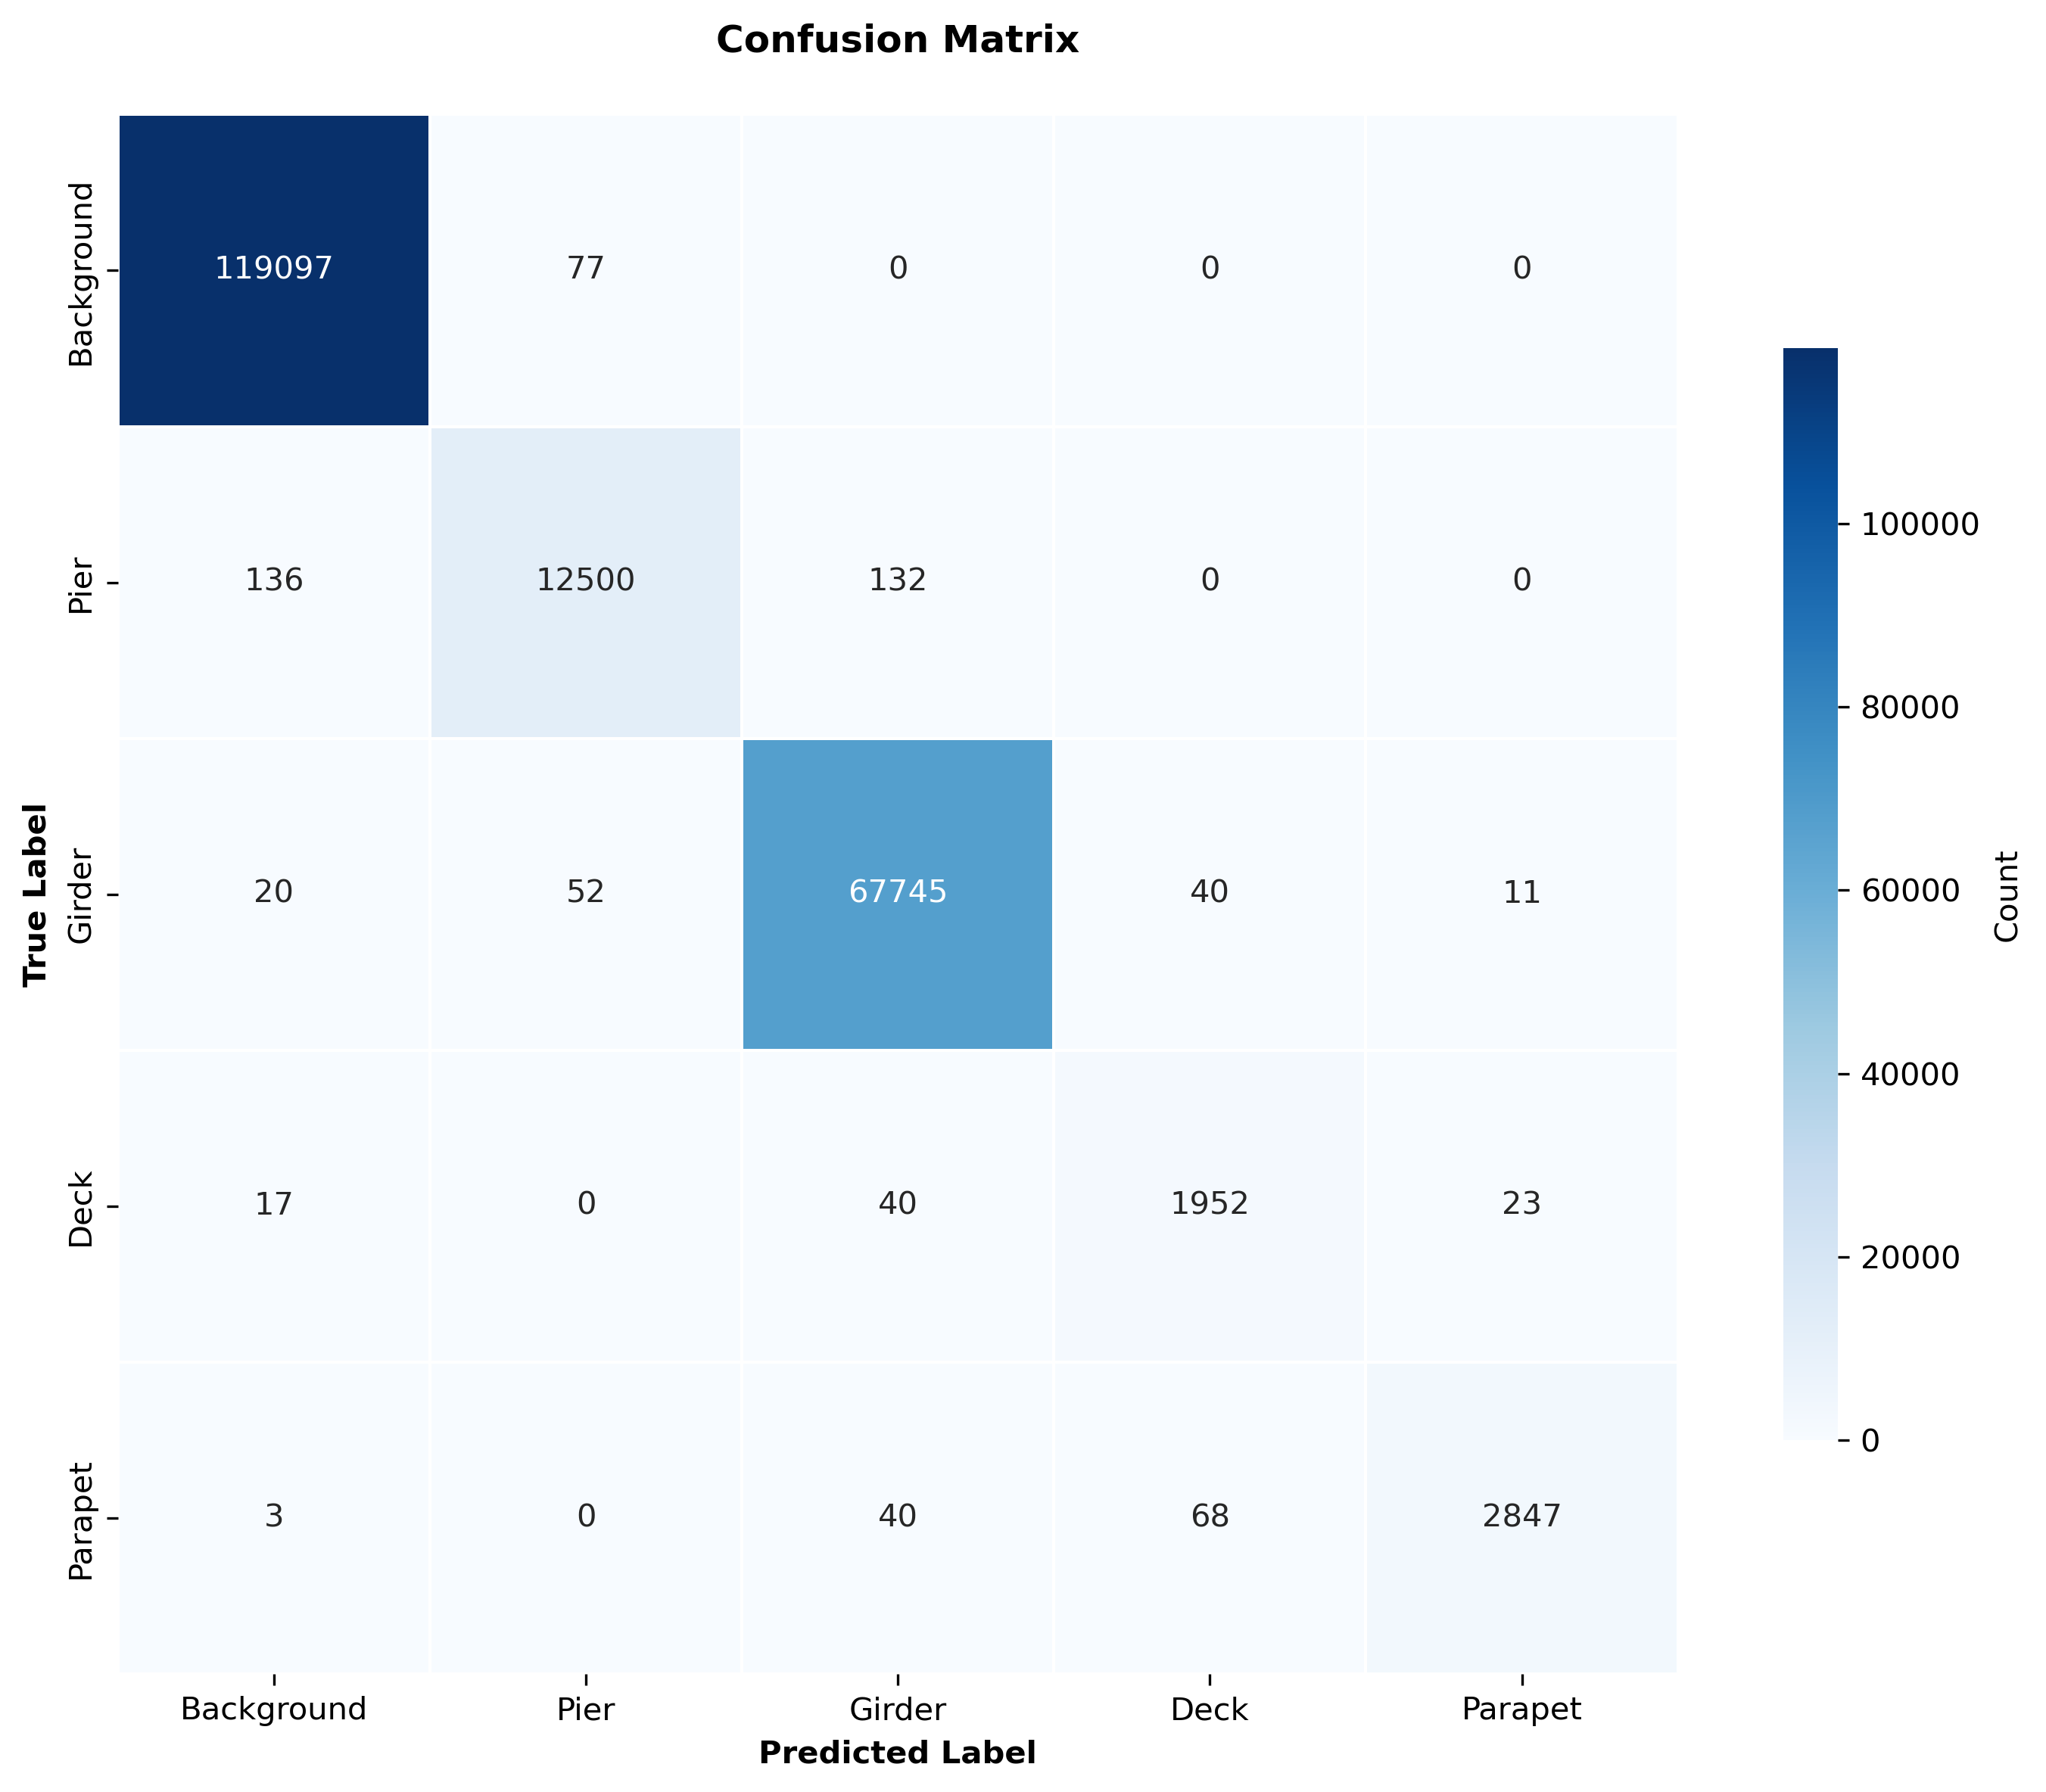 Confusion Matrix
Background 119097 77 0 0 0
Pier 136 12500 132 0 0
Girder 20 52 67745 40 11
Deck 17 0 40 1952 23
Parapet 3 0 40 68 2847
Background Pier Girder Deck Parapet
Predicted Label
True Label
100000
80000
60000
40000
20000
0
Count